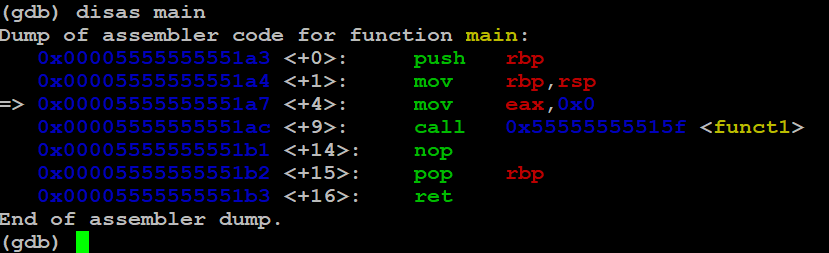 (gdb) disas main
Dump of assembler code for function main:
   0x00005555555551a3 <+0>:     push   rbp
   0x00005555555551a4 <+1>:     mov    rbp,rsp
=> 0x00005555555551a7 <+4>:     mov    eax,0x0
   0x00005555555551ac <+9>:     call   0x55555555515f <funct1>
   0x00005555555551b1 <+14>:    nop
   0x00005555555551b2 <+15>:    pop    rbp
   0x00005555555551b3 <+16>:    ret
End of assembler dump.
(gdb)